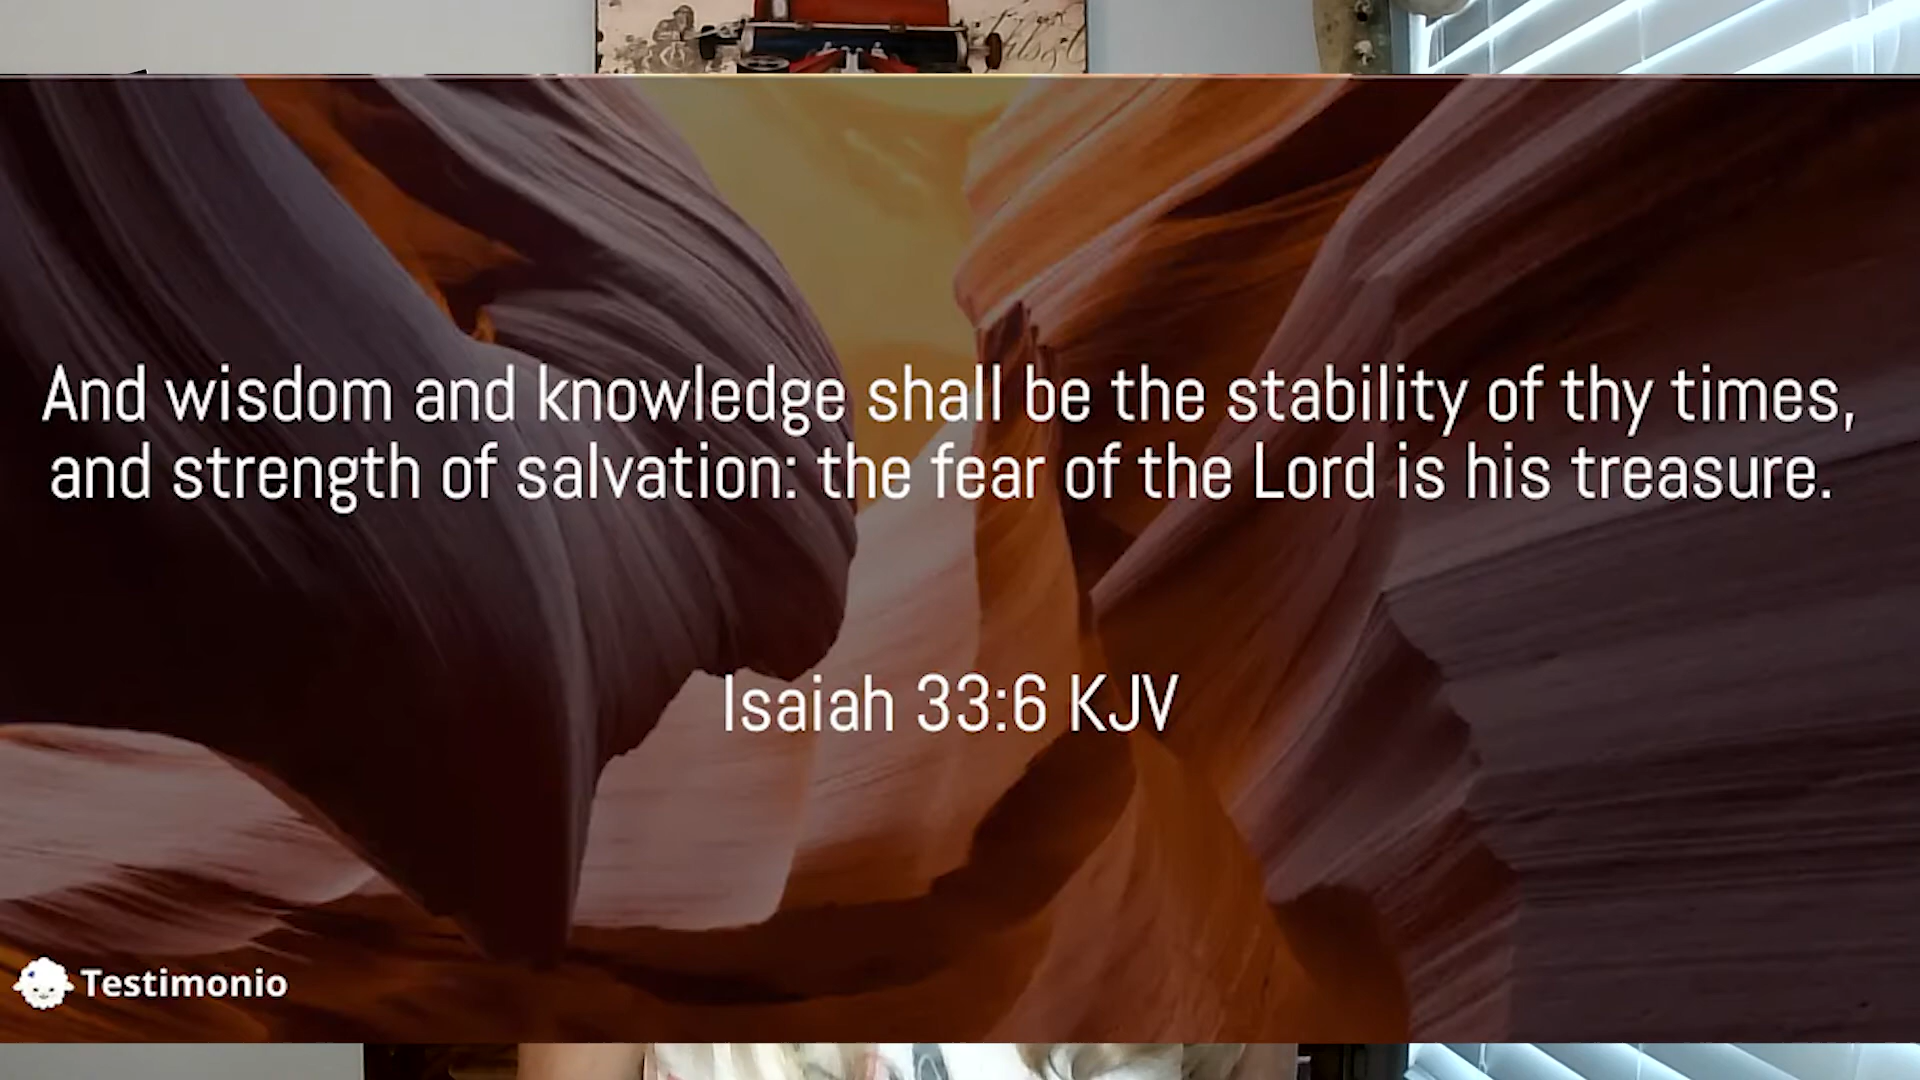 And wisdom and knowledge shall be the stability of thy times,
and strength of salvation: the fear of the Lord is his treasure.
Isaiah 33:6 KJV
Testimonio